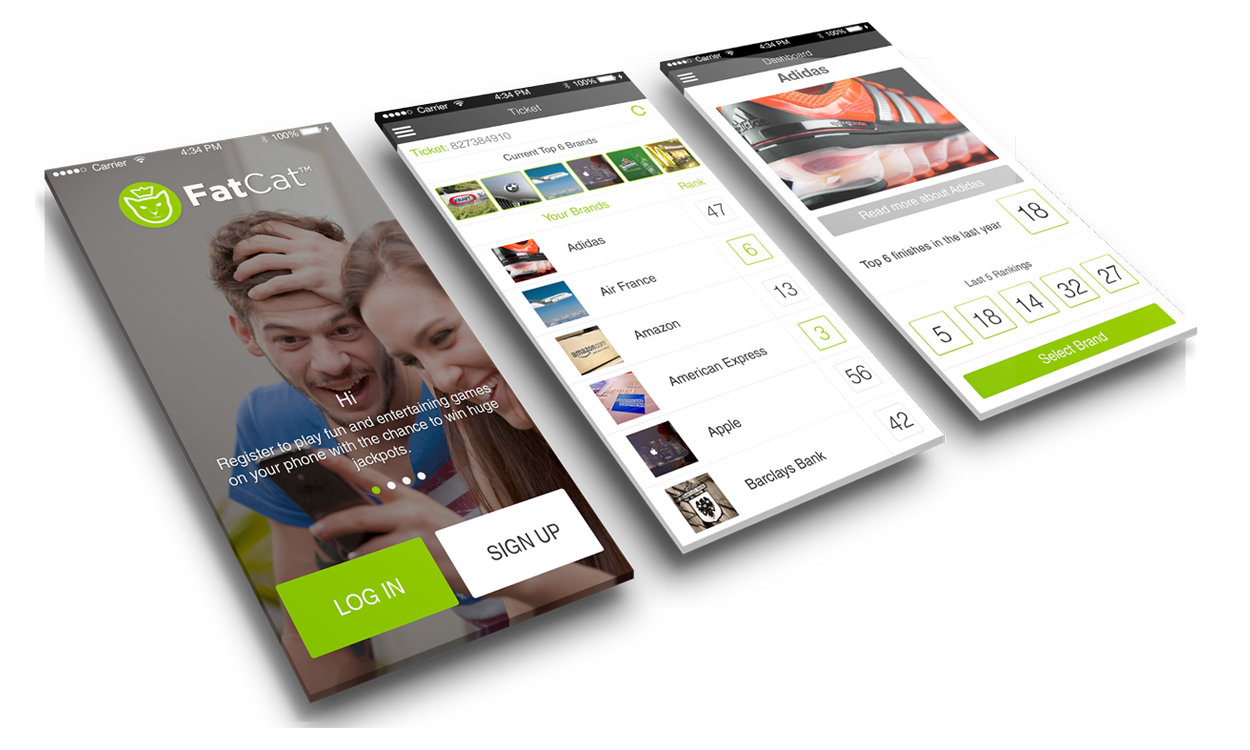 Carrier
4:34 PM
100%
FatCat™
Hi
Register to play fun and entertaining games
on your phone with the chance to win huge
jackpots.
LOG IN
SIGN UP
Carrier
4:34 PM
100%
Ticket
Ticket: 827384910
Current Top 6 Brands
KRAFT
Your Brands
Rank
Adidas
47
Air France
6
Amazon
13
amazon.com
American Express
3
Apple
56
Barclays Bank
42
Carrier
4:34 PM
100%
Dashboard
Adidas
adidas
Read more about Adidas
Top 6 finishes in the last year
18
Last 5 Rankings
5
18
14
32
27
Select Brand